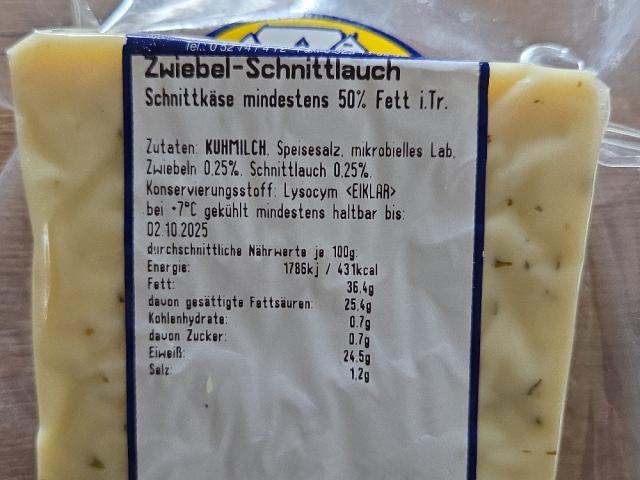 Zwiebel-Schnittlauch
Schnittkäse mindestens 50% Fett i.Tr.
Zutaten: KUHMILCH, Speisesalz, mikrobielles Lab,
Zwiebeln 0,25%, Schnittlauch 0,25%,
Konservierungsstoff: Lysocym <EIKLAR>
bei +7°C gekühlt mindestens haltbar bis:
02.10.2025
durchschnittliche Nährwerte je 100g:
Energie: 1786kj / 431kcal
Fett: 36,4g
davon gesättigte Fettsäuren: 25,4g
Kohlenhydrate: 0,7g
davon Zucker: 0,7g
Eiweiß: 24,5g
Salz: 1,2g